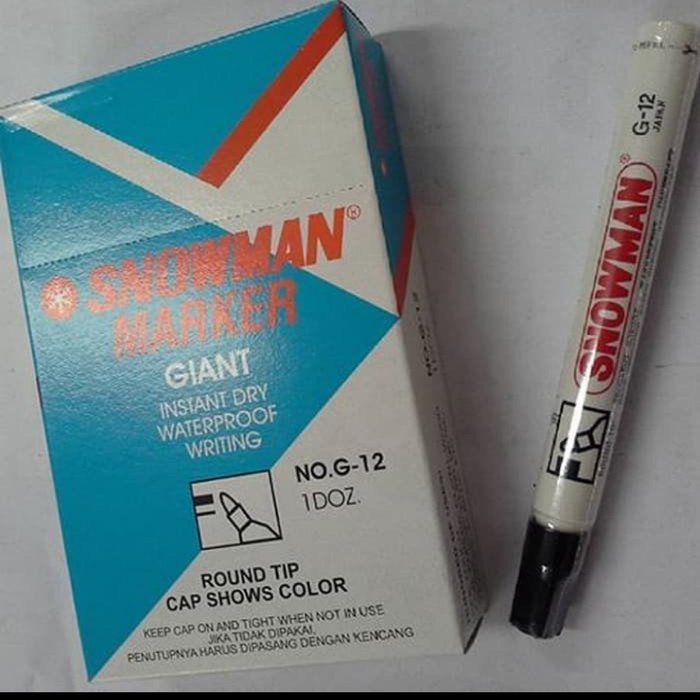 SNOWMAN®
MARKER
GIANT
INSTANT DRY
WATERPROOF
WRITING
NO.G-12
1DOZ.
ROUND TIP
CAP SHOWS COLOR
KEEP CAP ON AND TIGHT WHEN NOT IN USE
JIKA TIDAK DIPAKAI,
PENUTUPNYA HARUS DIPASANG DENGAN KENCANG
SNOWMAN®
G-12
JAPAN